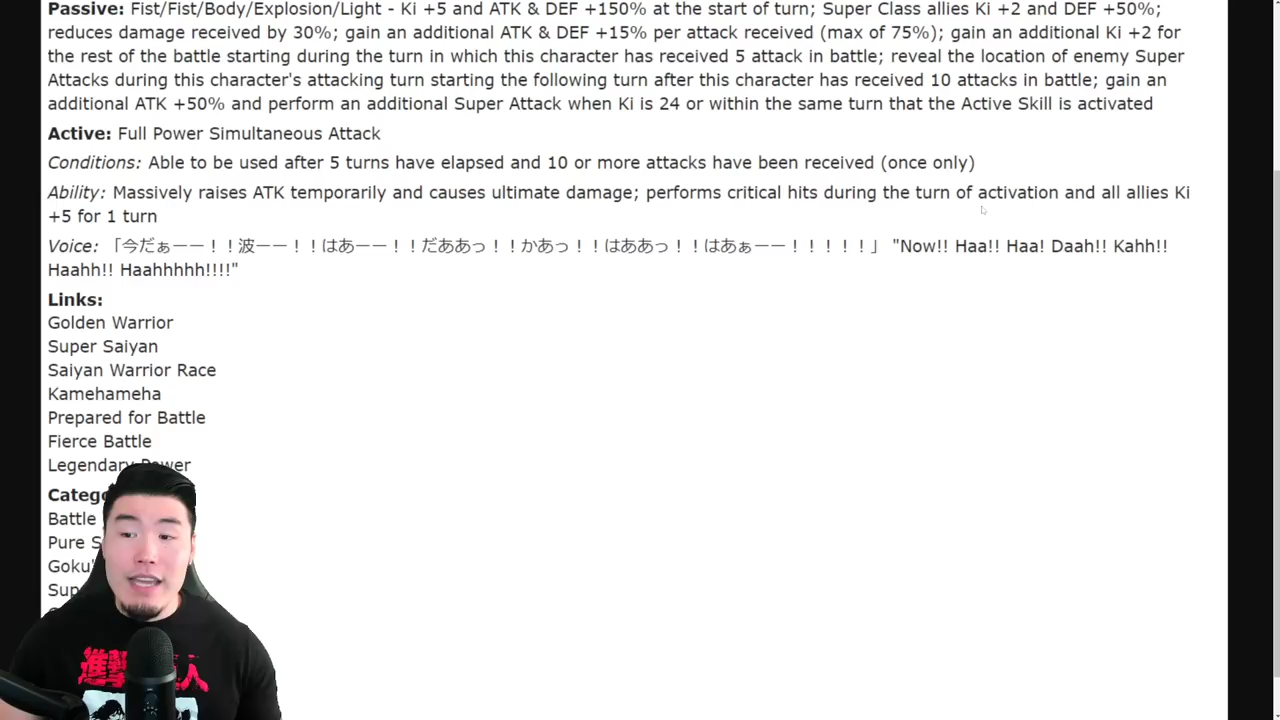 Passive: Fist/Fist/Body/Explosion/Light - Ki +5 and ATK & DEF +150% at the start of turn; Super Class allies Ki +2 and DEF +50%;
reduces damage received by 30%; gain an additional ATK & DEF +15% per attack received (max of 75%); gain an additional Ki +2 for
the rest of the battle starting during the turn in which this character has received 5 attack in battle; reveal the location of enemy Super
Attacks during this character's attacking turn starting the following turn after this character has received 10 attacks in battle; gain an
additional ATK +50% and perform an additional Super Attack when Ki is 24 or within the same turn that the Active Skill is activated
Active: Full Power Simultaneous Attack
Conditions: Able to be used after 5 turns have elapsed and 10 or more attacks have been received (once only)
Ability: Massively raises ATK temporarily and causes ultimate damage; performs critical hits during the turn of activation and all allies Ki
+5 for 1 turn
Voice: 「今だぁーー！！波ーー！！はあーー！！だああっ！！かあっ！！はああっ！！はあぁーー！！！！！」 "Now!! Haa!! Haa! Daah!! Kahh!!
Haahh!! Haahhhhh!!!!"
Links:
Golden Warrior
Super Saiyan
Saiyan Warrior Race
Kamehameha
Prepared for Battle
Fierce Battle
Legendary Power
Catego
Battle
Pure S
Goku'
Sup
進撃 人